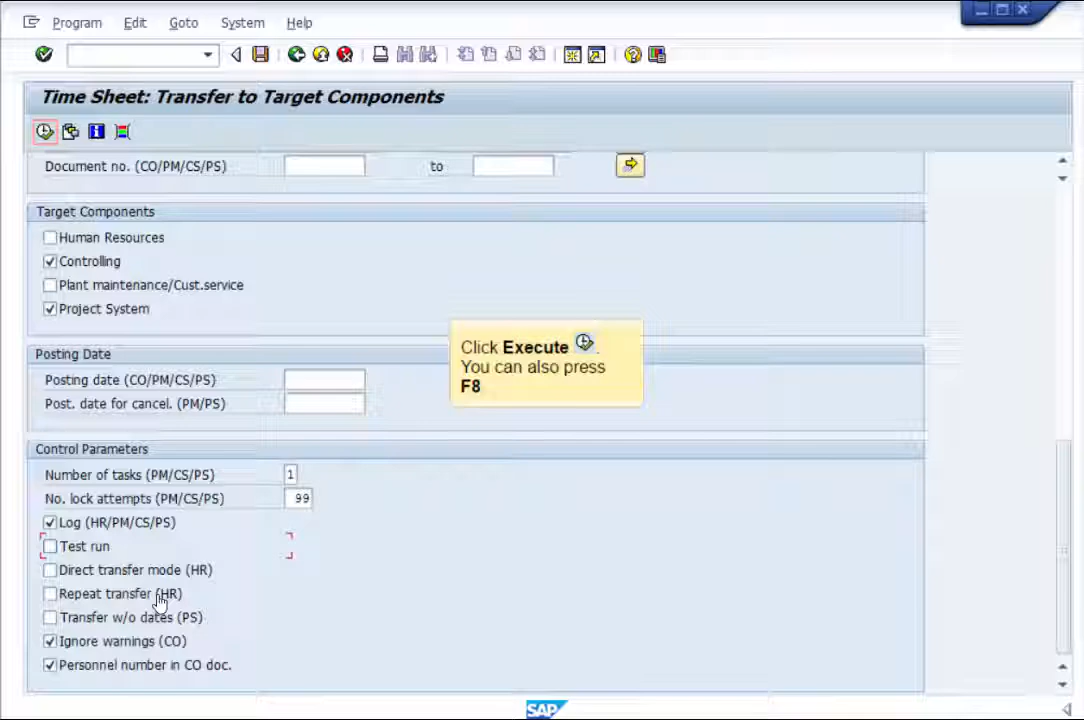 Program Edit Goto System Help
Time Sheet: Transfer to Target Components
Document no. (CO/PM/CS/PS) to
Target Components
Human Resources
Controlling
Plant maintenance/Cust.service
Project System
Click Execute .
You can also press
F8
Posting Date
Posting date (CO/PM/CS/PS)
Post. date for cancel. (PM/PS)
Control Parameters
Number of tasks (PM/CS/PS) 1
No. lock attempts (PM/CS/PS) 99
Log (HR/PM/CS/PS)
Test run
Direct transfer mode (HR)
Repeat transfer (HR)
Transfer w/o dates (PS)
Ignore warnings (CO)
Personnel number in CO doc.
SAP